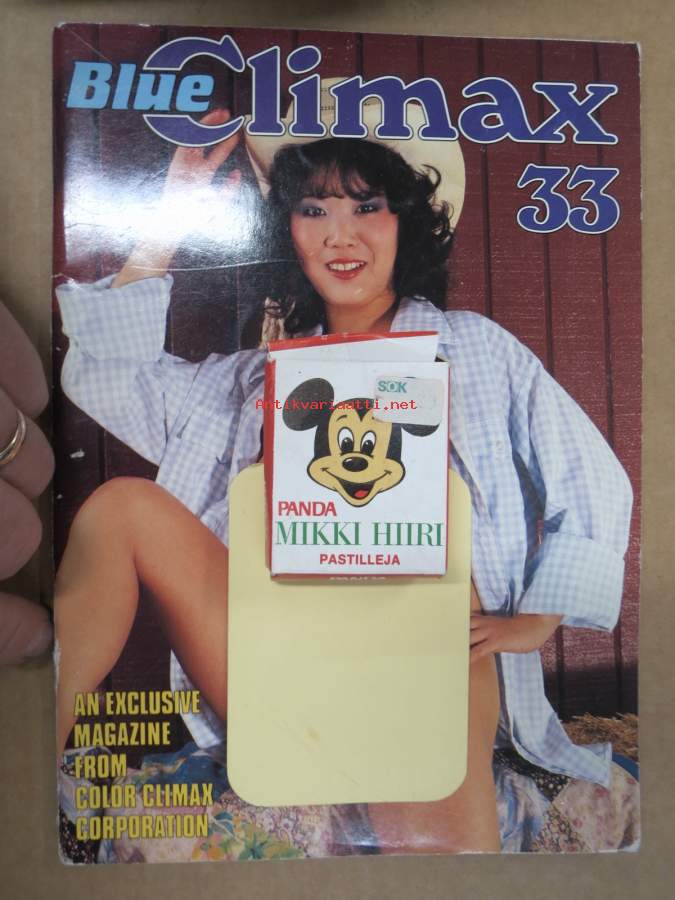 Blue Climax
33
SOK
Antikvariaatti.net
PANDA
MIKKI HIIRI
PASTILLEJA
AN EXCLUSIVE
MAGAZINE
FROM
COLOR CLIMAX
CORPORATION